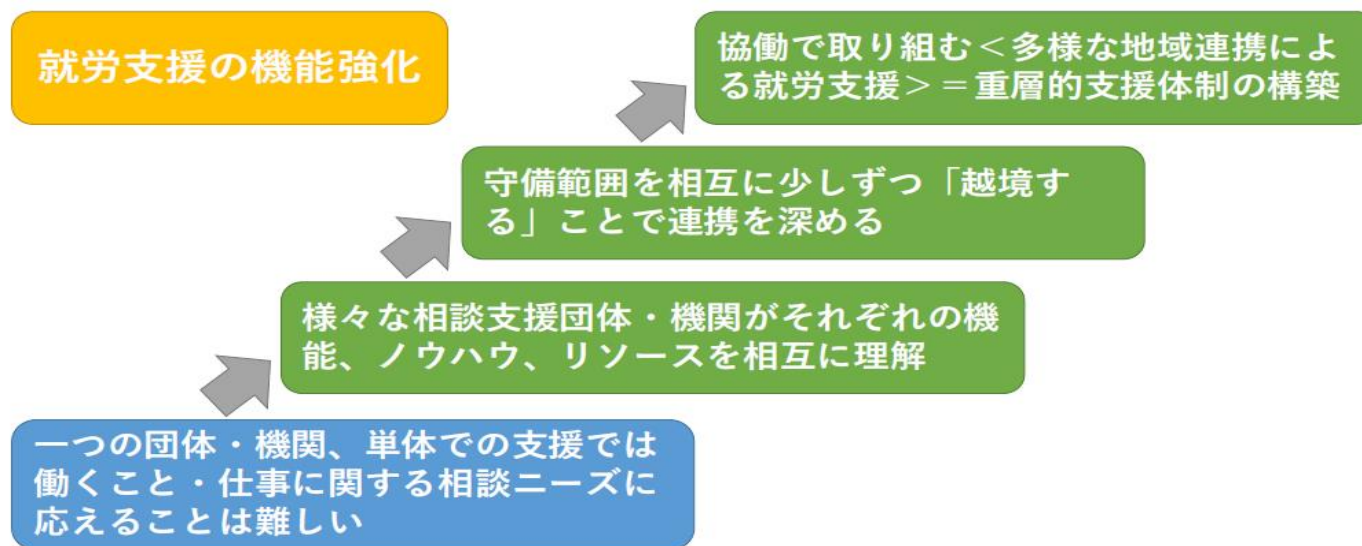 就労支援の機能強化
協働で取り組む＜多様な地域連携によ
る就労支援＞＝重層的支援体制の構築
守備範囲を相互に少しずつ「越境す
る」ことで連携を深める
様々な相談支援団体・機関がそれぞれの機
能、ノウハウ、リソースを相互に理解
一つの団体・機関、単体での支援では
働くこと・仕事に関する相談ニーズに
応えることは難しい